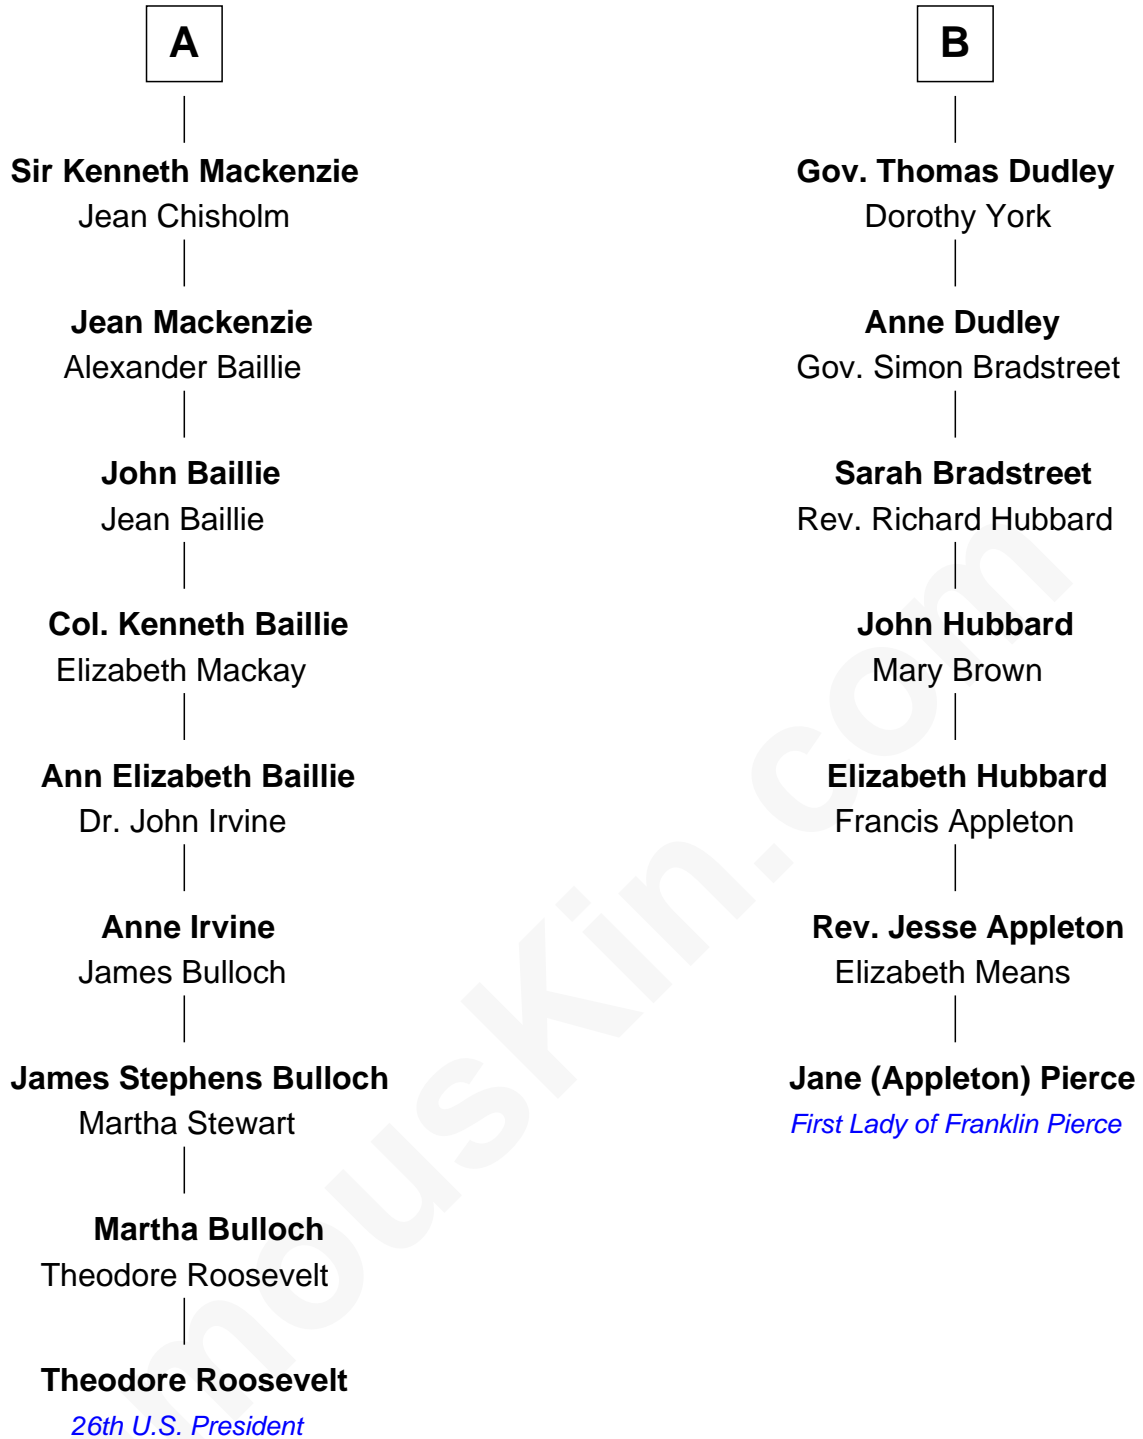 A
Sir Kenneth Mackenzie
Jean Chisholm
Jean Mackenzie
Alexander Baillie
John Baillie
Jean Baillie
Col. Kenneth Baillie
Elizabeth Mackay
Ann Elizabeth Baillie
Dr. John Irvine
Anne Irvine
James Bulloch
James Stephens Bulloch
Martha Stewart
Martha Bulloch
Theodore Roosevelt
Theodore Roosevelt
26th U.S. President
B
Gov. Thomas Dudley
Dorothy York
Anne Dudley
Gov. Simon Bradstreet
Sarah Bradstreet
Rev. Richard Hubbard
John Hubbard
Mary Brown
Elizabeth Hubbard
Francis Appleton
Rev. Jesse Appleton
Elizabeth Means
Jane (Appleton) Pierce
First Lady of Franklin Pierce
mousKin.com